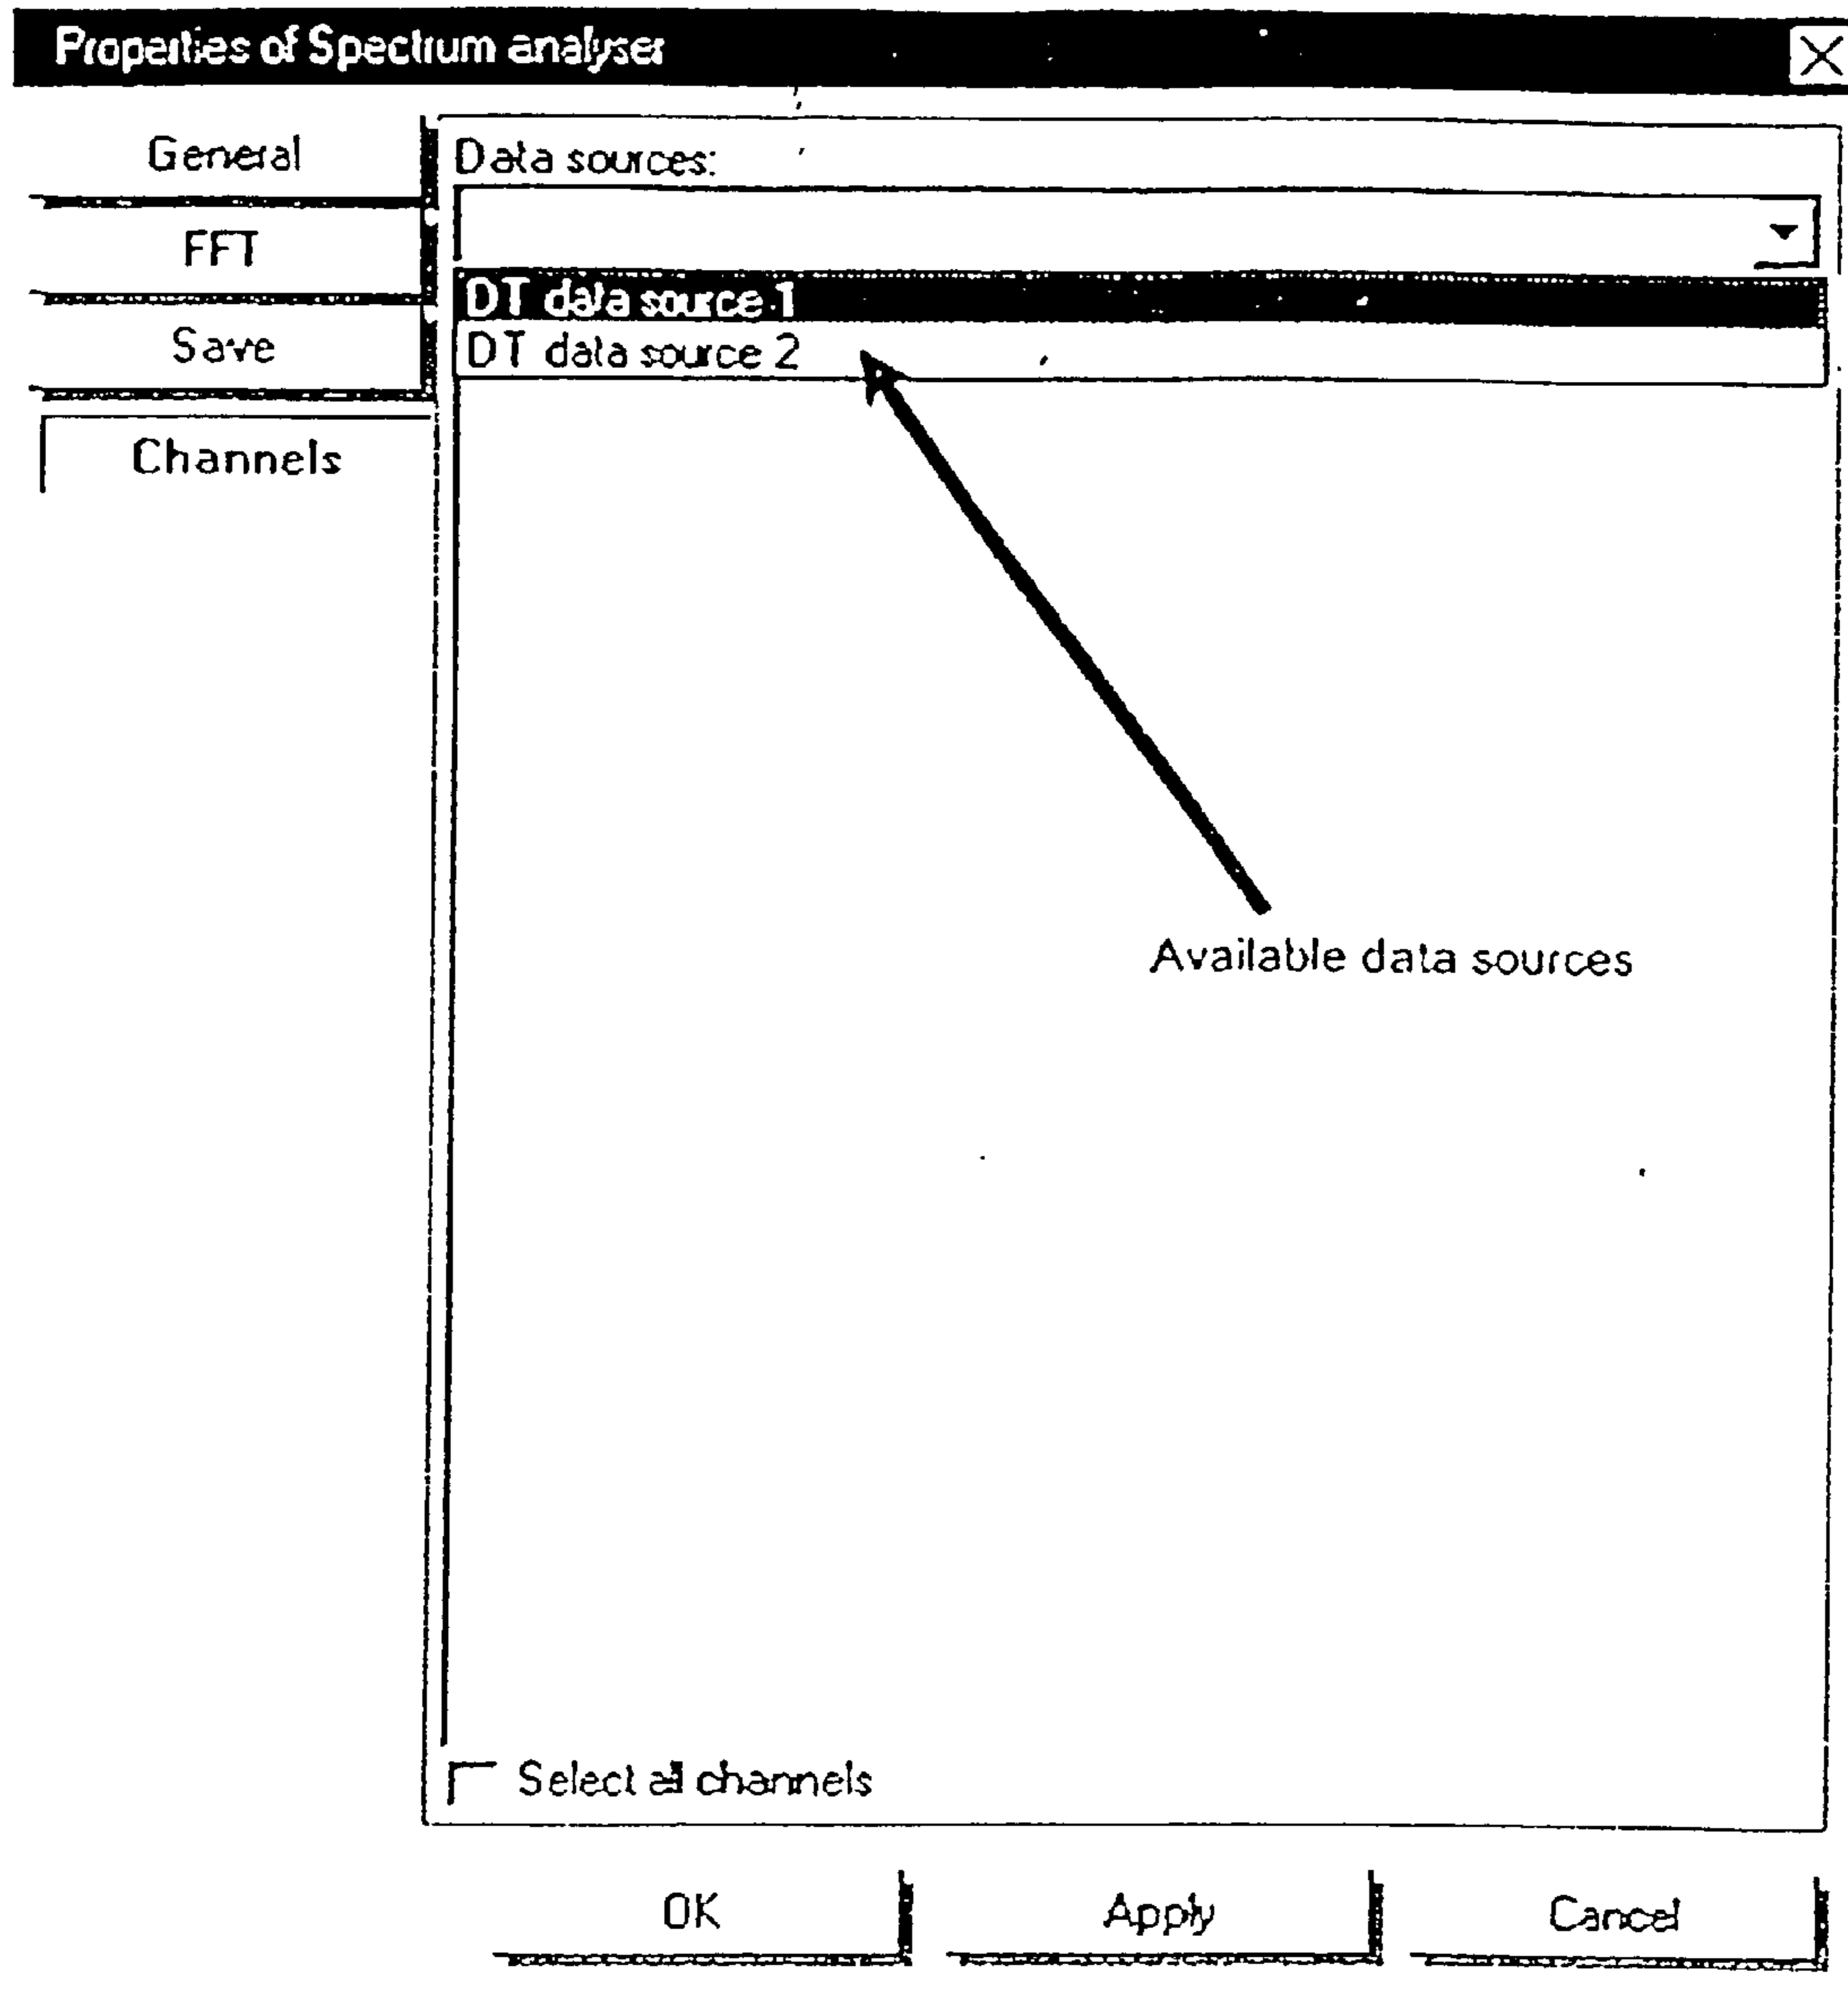 Properties of Spectrum analyser
General
FFT
Save
Channels
Data sources:
DT data source 1
DT data source 2
Available data sources
Select all channels
OK
Apply
Cancel